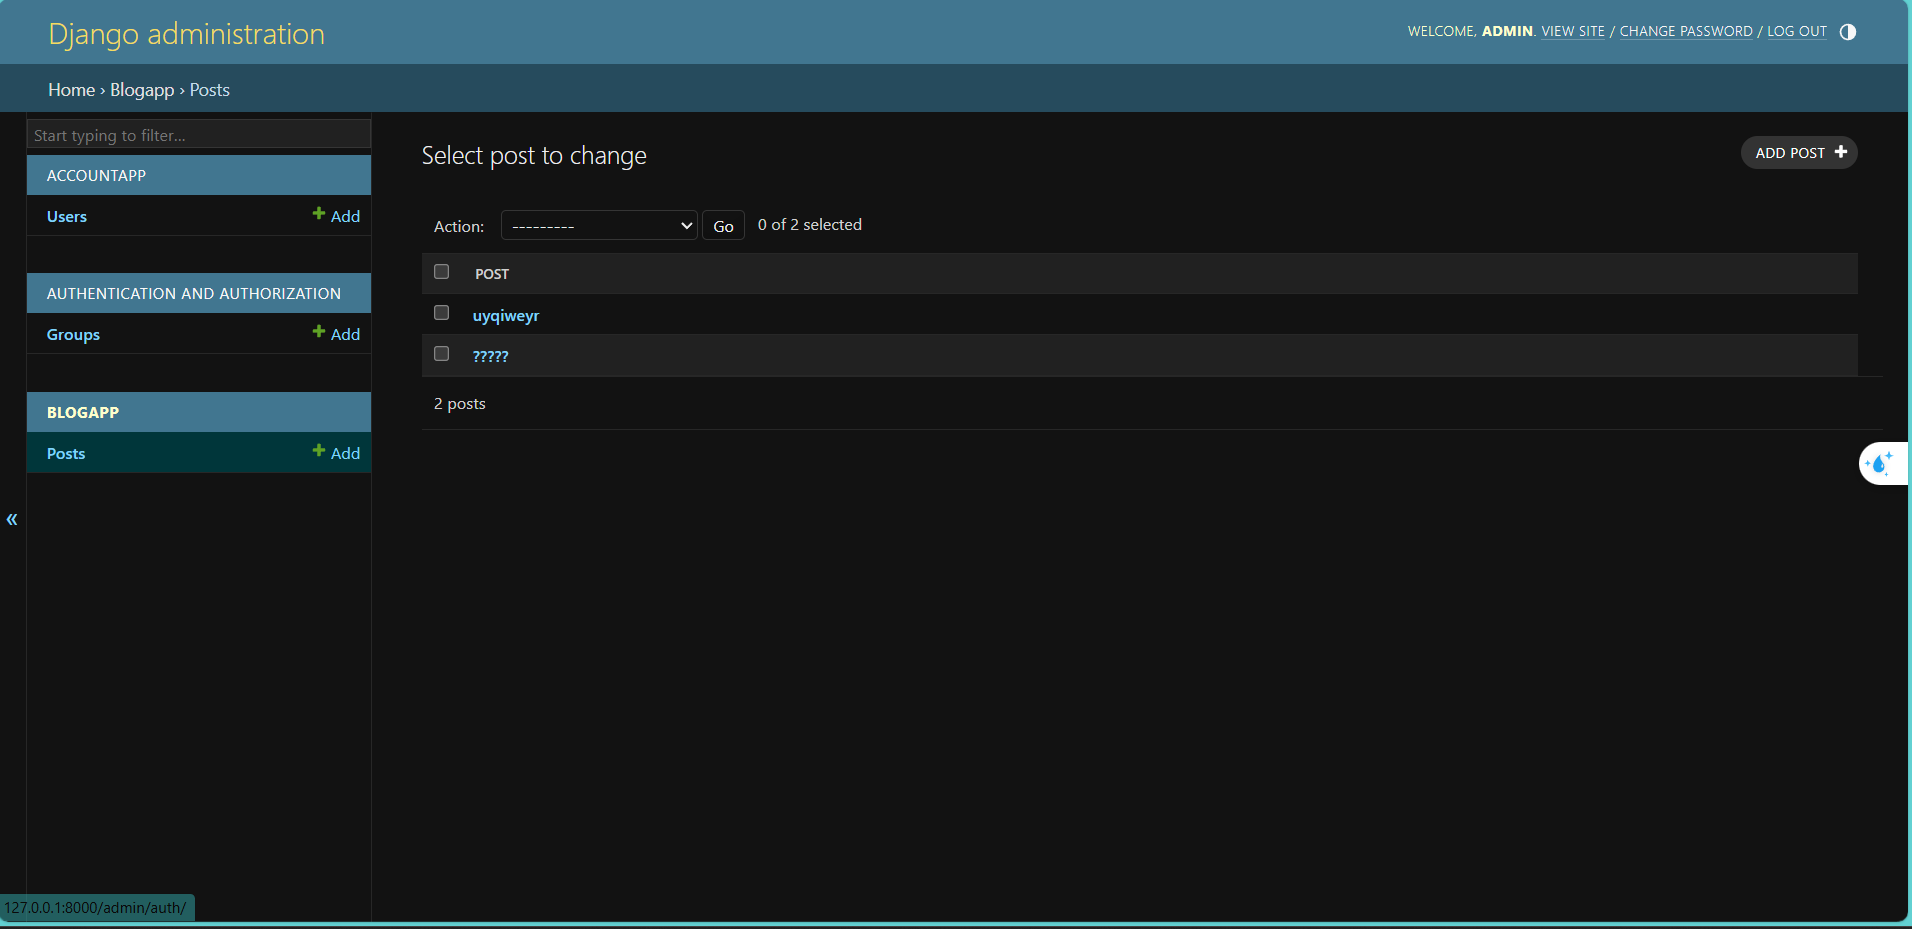 Django administration
WELCOME, ADMIN. VIEW SITE / CHANGE PASSWORD / LOG OUT
Home › Blogapp › Posts
Start typing to filter...
ACCOUNTAPP
Users + Add
AUTHENTICATION AND AUTHORIZATION
Groups + Add
BLOGAPP
Posts + Add
«
Select post to change
ADD POST +
Action: --------- Go 0 of 2 selected
POST
uyqiweyr
?????
2 posts
127.0.0.1:8000/admin/auth/